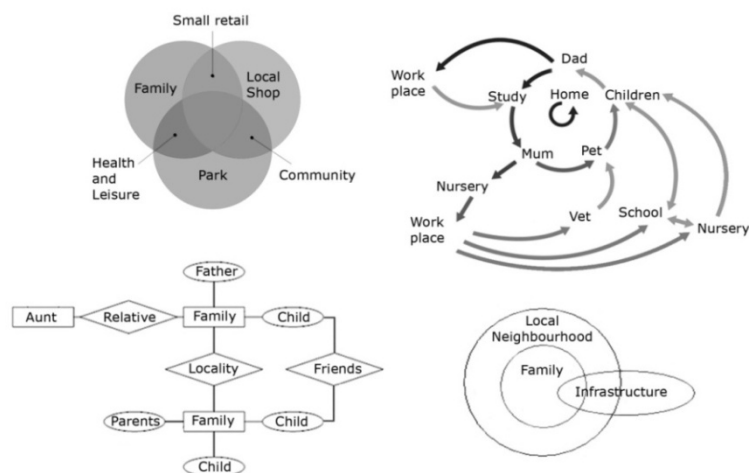 Small retail
Family
Local
Shop
Health
and
Leisure
Park
Community
Dad
Work
place
Home
Children
Study
Mum
Pet
Nursery
Work
place
Vet
School
Nursery
Father
Aunt
Relative
Family
Child
Locality
Friends
Parents
Family
Child
Child
Local
Neighbourhood
Family
Infrastructure